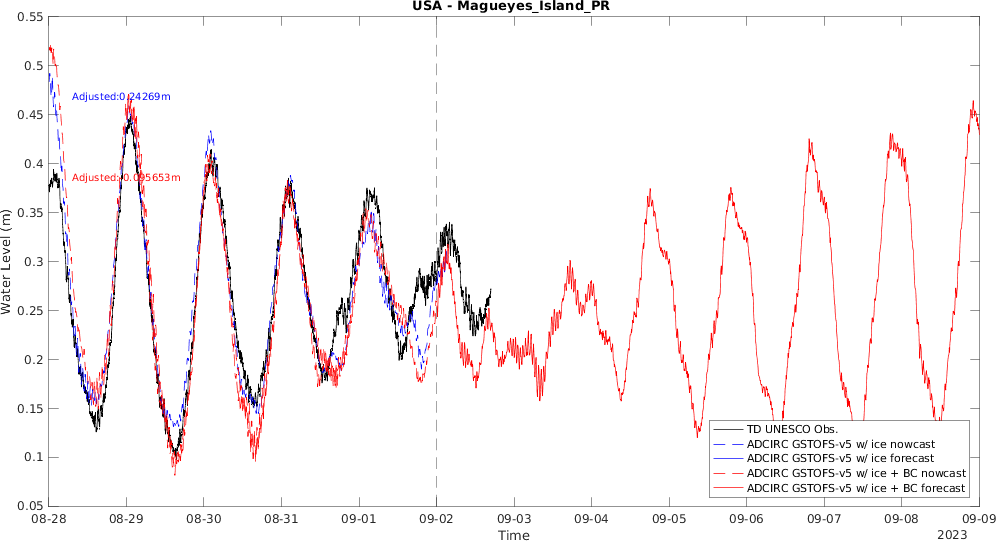 USA - Magueyes_Island_PR
0.55
0.5
0.45
0.4
0.35
0.3
0.25
0.2
0.15
0.1
0.05
Water Level (m)
Adjusted:0.24269m
Adjusted:-0.095653m
TD UNESCO Obs.
ADCIRC GSTOFS-v5 w/ ice nowcast
ADCIRC GSTOFS-v5 w/ ice forecast
ADCIRC GSTOFS-v5 w/ ice + BC nowcast
ADCIRC GSTOFS-v5 w/ ice + BC forecast
08-28 08-29 08-30 08-31 09-01 09-02 09-03 09-04 09-05 09-06 09-07 09-08 09-09
Time
2023